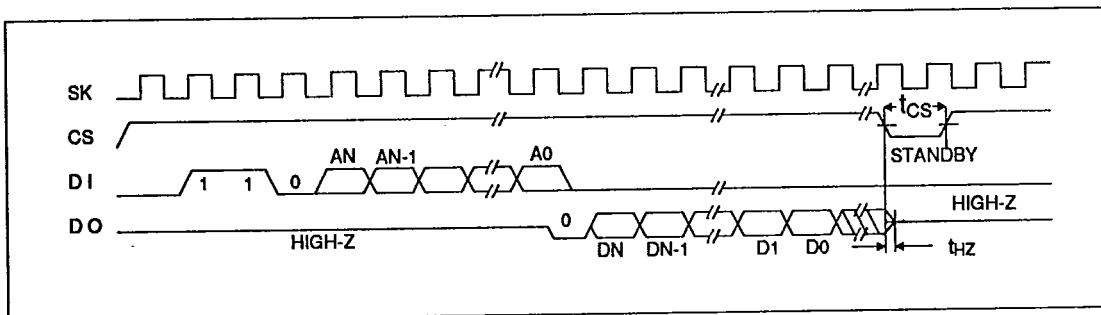 SK
CS
tCS
STANDBY
DI
1 1 0 AN AN-1 A0
DO
HIGH-Z
0 DN DN-1 D1 D0
HIGH-Z
tHZ